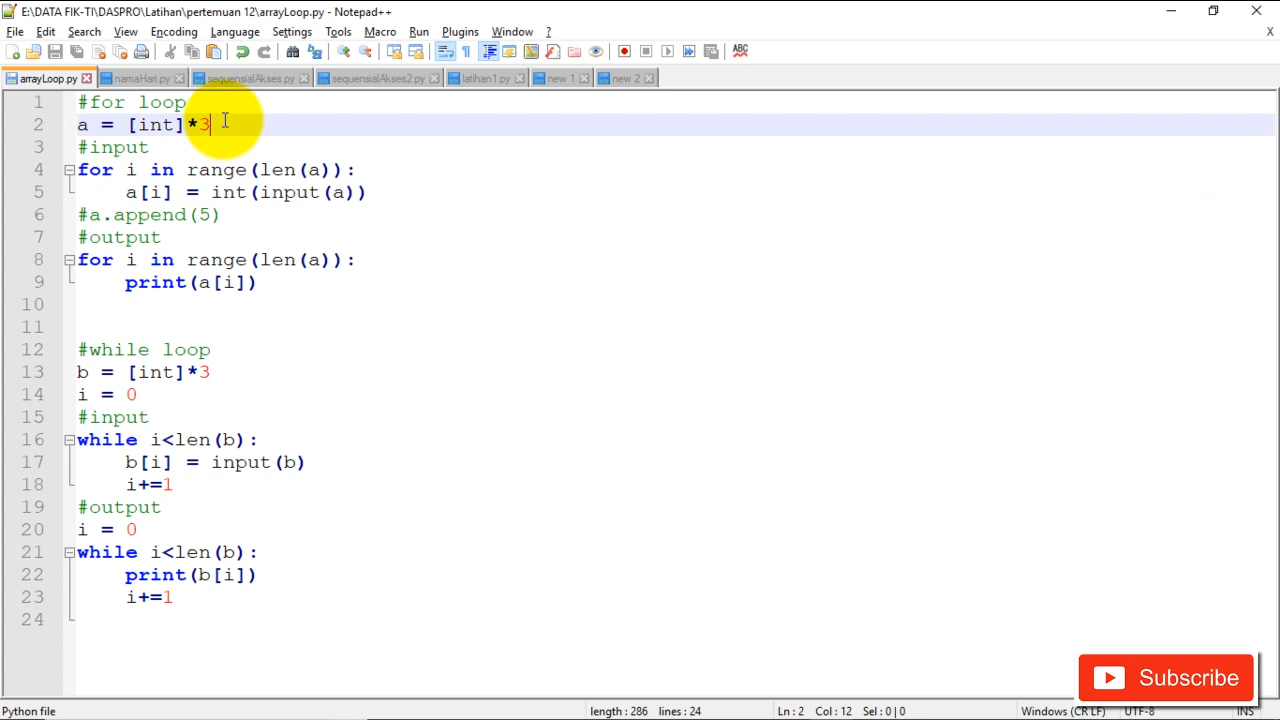 E:\DATA FIK-TI\DASPRO\Latihan\pertemuan 12\arrayLoop.py - Notepad++
File Edit Search View Encoding Language Settings Tools Macro Run Plugins Window ? X
arrayLoop.py namaHari.py sequensialAkses.py sequensialAkses2.py latihan1.py new 1 new 2
1 #for loop
2 a = [int]*3
3 #input
4 for i in range(len(a)):
5 a[i] = int(input(a))
6 #a.append(5)
7 #output
8 for i in range(len(a)):
9 print(a[i])
10
11
12 #while loop
13 b = [int]*3
14 i = 0
15 #input
16 while i<len(b):
17 b[i] = input(b)
18 i+=1
19 #output
20 i = 0
21 while i<len(b):
22 print(b[i])
23 i+=1
24
Subscribe
Python file length : 286 lines : 24 Ln : 2 Col : 12 Sel : 0 | 0 Windows (CR LF) UTF-8 INS